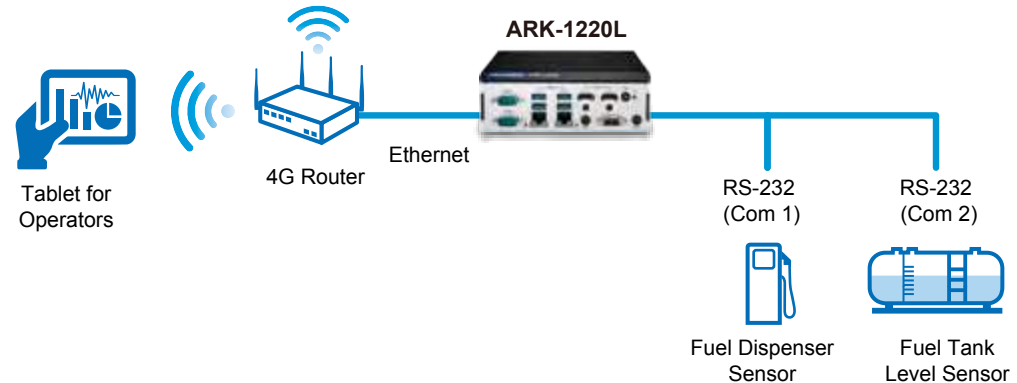 ARK-1220L
Ethernet
4G Router
Tablet for
Operators
RS-232
(Com 1)
RS-232
(Com 2)
Fuel Dispenser
Sensor
Fuel Tank
Level Sensor